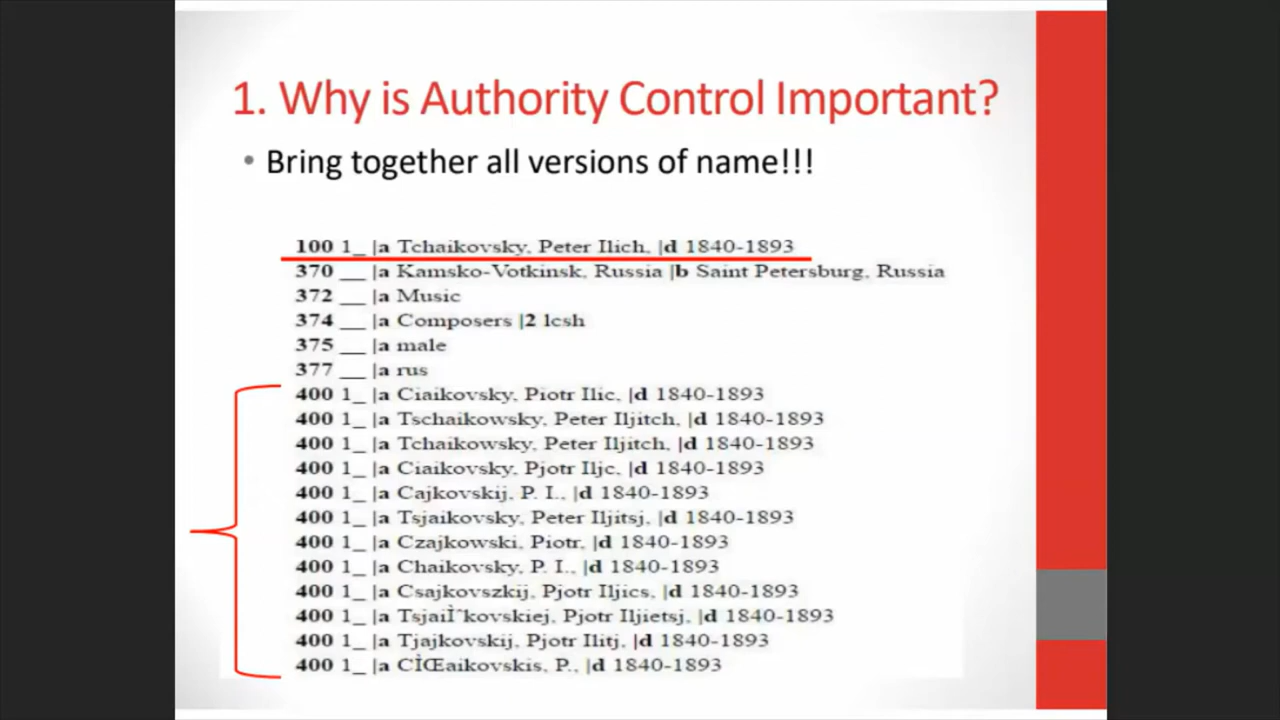 1. Why is Authority Control Important?
• Bring together all versions of name!!!
100 1_ |a Tchaikovsky, Peter Ilich, |d 1840-1893
370 __ |a Kamsko-Votkinsk, Russia |b Saint Petersburg, Russia
372 __ |a Music
374 __ |a Composers |2 lcsh
375 __ |a male
377 __ |a rus
400 1_ |a Ciaikovsky, Piotr Ilic, |d 1840-1893
400 1_ |a Tschaikowsky, Peter Iljitch, |d 1840-1893
400 1_ |a Tchaikowsky, Peter Iljitch, |d 1840-1893
400 1_ |a Ciaikovsky, Pjotr Iljc, |d 1840-1893
400 1_ |a Cajkovskij, P. I., |d 1840-1893
400 1_ |a Tsjaikovsky, Peter Iljitsj, |d 1840-1893
400 1_ |a Czajkowski, Piotr, |d 1840-1893
400 1_ |a Chaikovsky, P. I., |d 1840-1893
400 1_ |a Csajkovszkij, Pjotr Iljics, |d 1840-1893
400 1_ |a TsjaiÌˆkovskiej, Pjotr Iljietsj, |d 1840-1893
400 1_ |a Tjajkovskij, Pjotr Ilitj, |d 1840-1893
400 1_ |a CÌŒaikovskis, P., |d 1840-1893